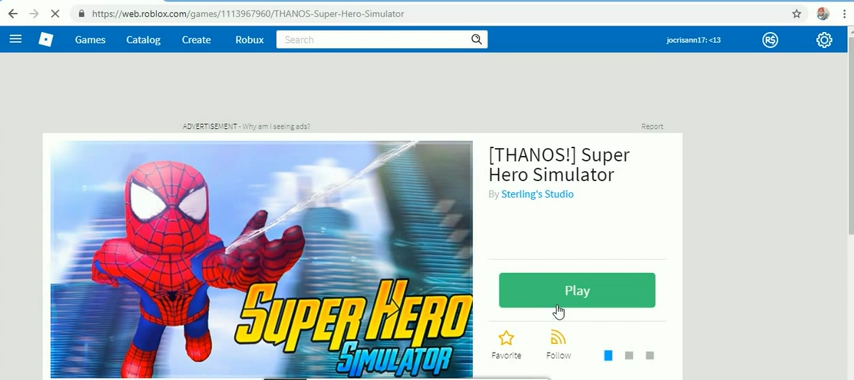 https://web.roblox.com/games/1113967960/THANOS-Super-Hero-Simulator
Games Catalog Create Robux Search jocrisann17: <13 R$
ADVERTISEMENT - Why am I seeing ads? Report
[THANOS!] Super
Hero Simulator
By Sterling's Studio
Play
SUPER HERO
SIMULATOR
Favorite Follow